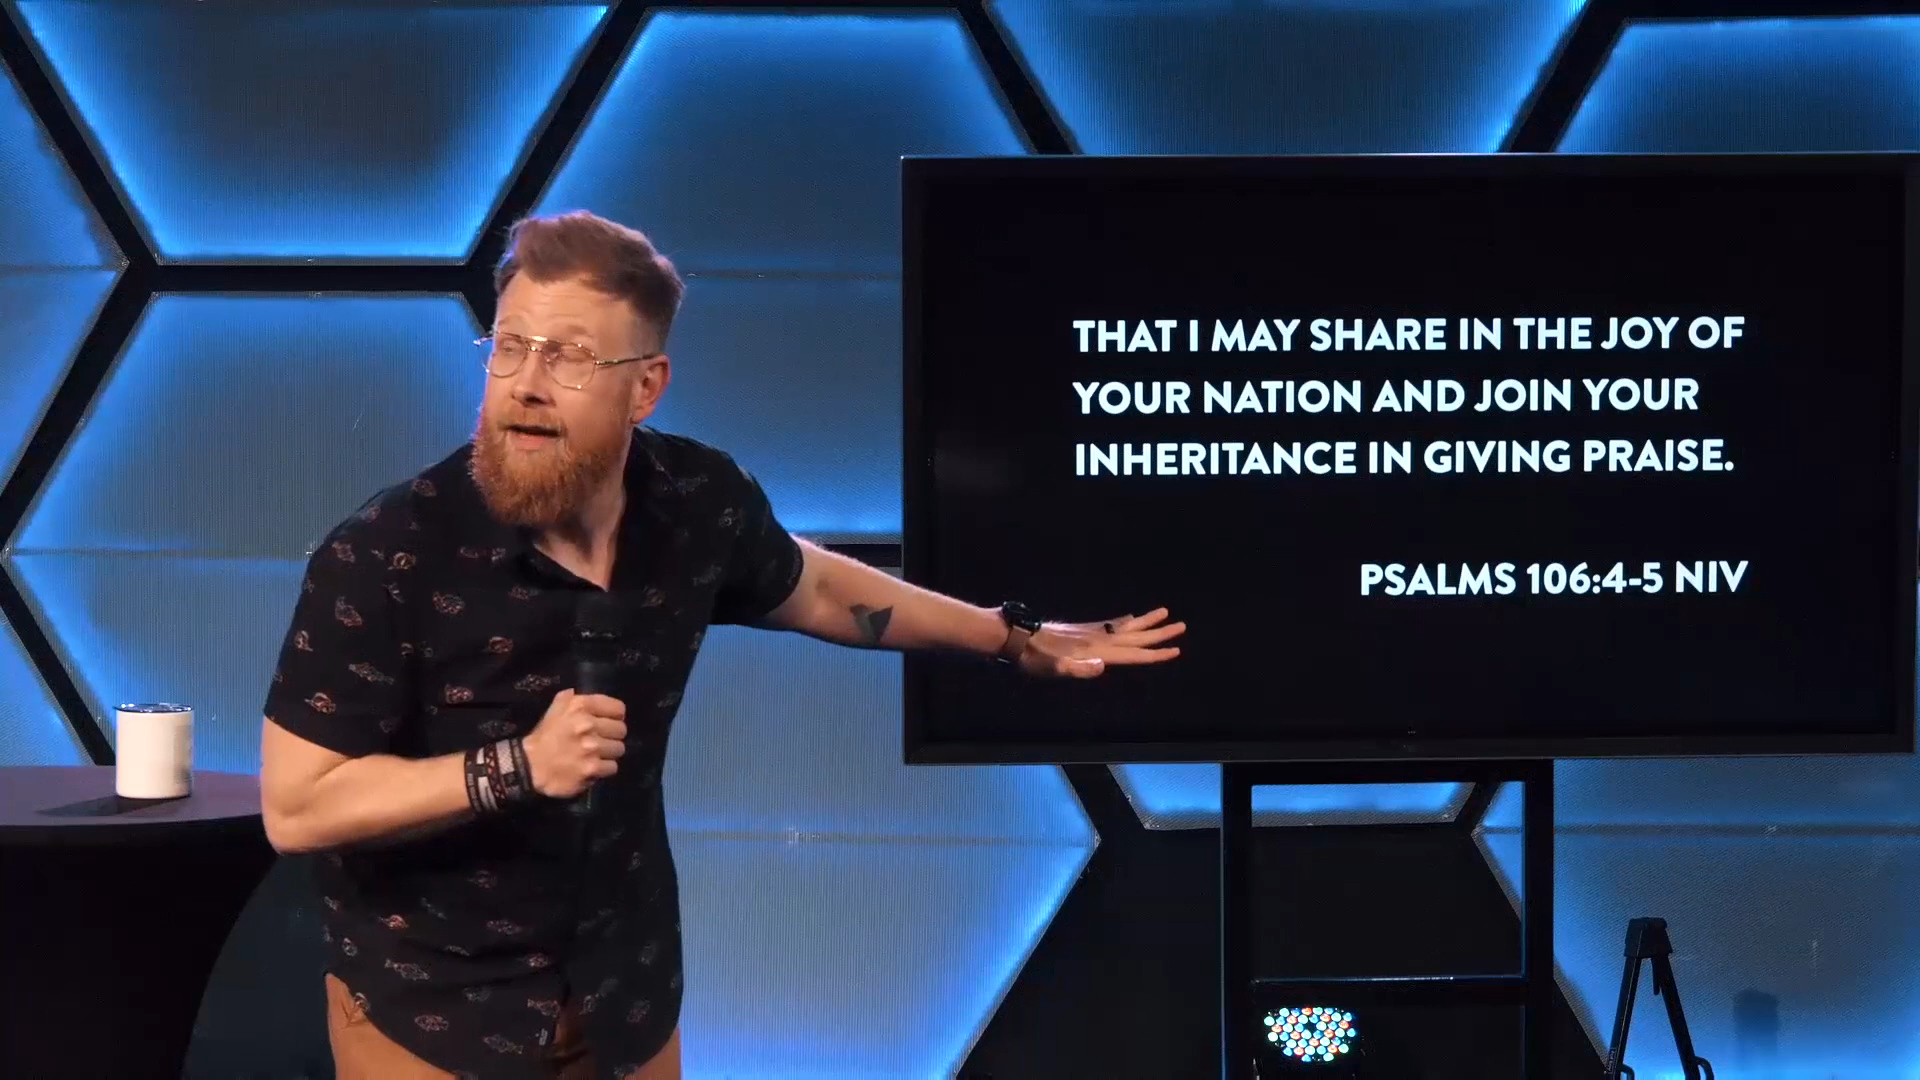 THAT I MAY SHARE IN THE JOY OF
YOUR NATION AND JOIN YOUR
INHERITANCE IN GIVING PRAISE.
PSALMS 106:4-5 NIV